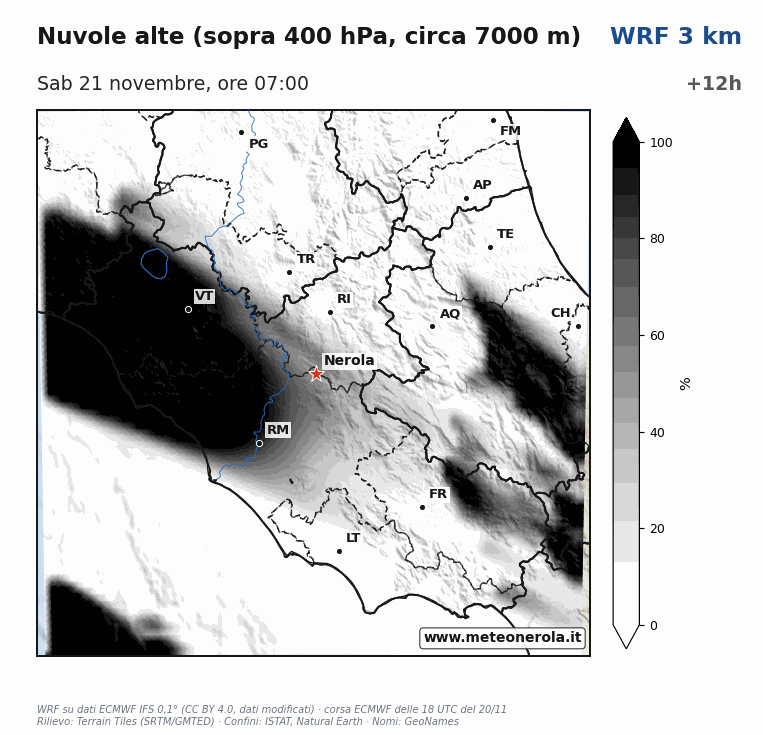 Nuvole alte (sopra 400 hPa, circa 7000 m) WRF 3 km
Sab 21 novembre, ore 07:00 +12h
FM
PG
AP
TE
TR
VT
RI
AQ
CH
Nerola
RM
FR
LT
www.meteonerola.it
100
80
60
40
20
0
%
WRF su dati ECMWF IFS 0,1° (CC BY 4.0, dati modificati) · corsa ECMWF delle 18 UTC del 20/11
Rilievo: Terrain Tiles (SRTM/GMTED) · Confini: ISTAT, Natural Earth · Nomi: GeoNames